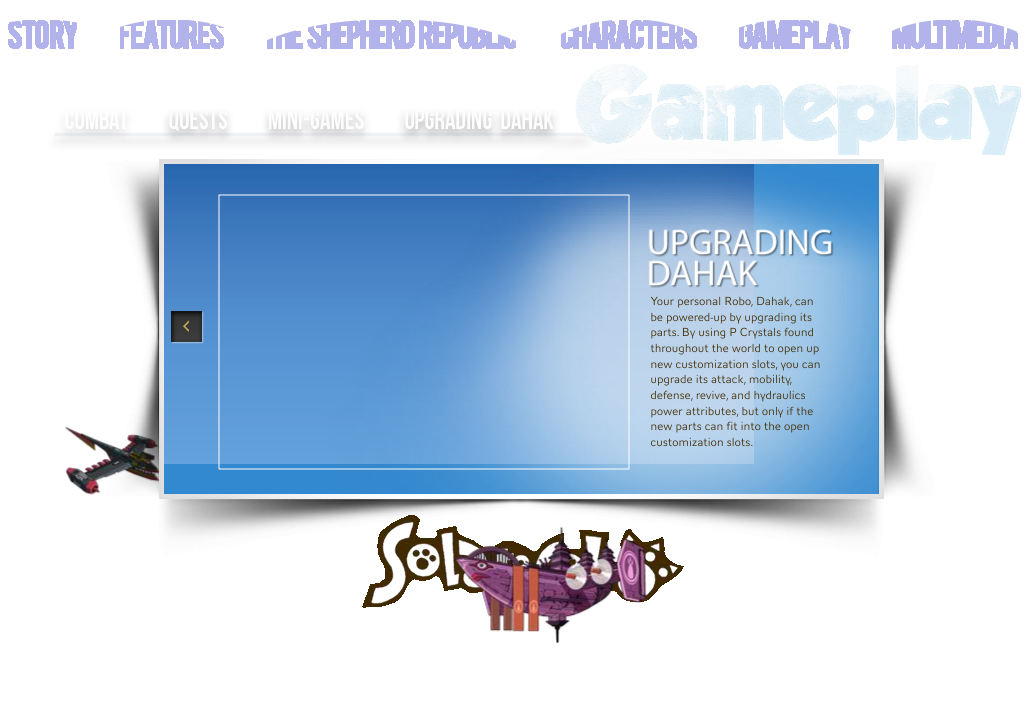 STORY FEATURES THE SHEPHERD REPUBLIC CHARACTERS GAMEPLAY MULTIMEDIA
Gameplay
COMBAT QUESTS MINI-GAMES UPGRADING DAHAK
UPGRADING
DAHAK
Your personal Robo, Dahak, can
be powered-up by upgrading its
parts. By using P Crystals found
throughout the world to open up
new customization slots, you can
upgrade its attack, mobility,
defense, revive, and hydraulics
power attributes, but only if the
new parts can fit into the open
customization slots.